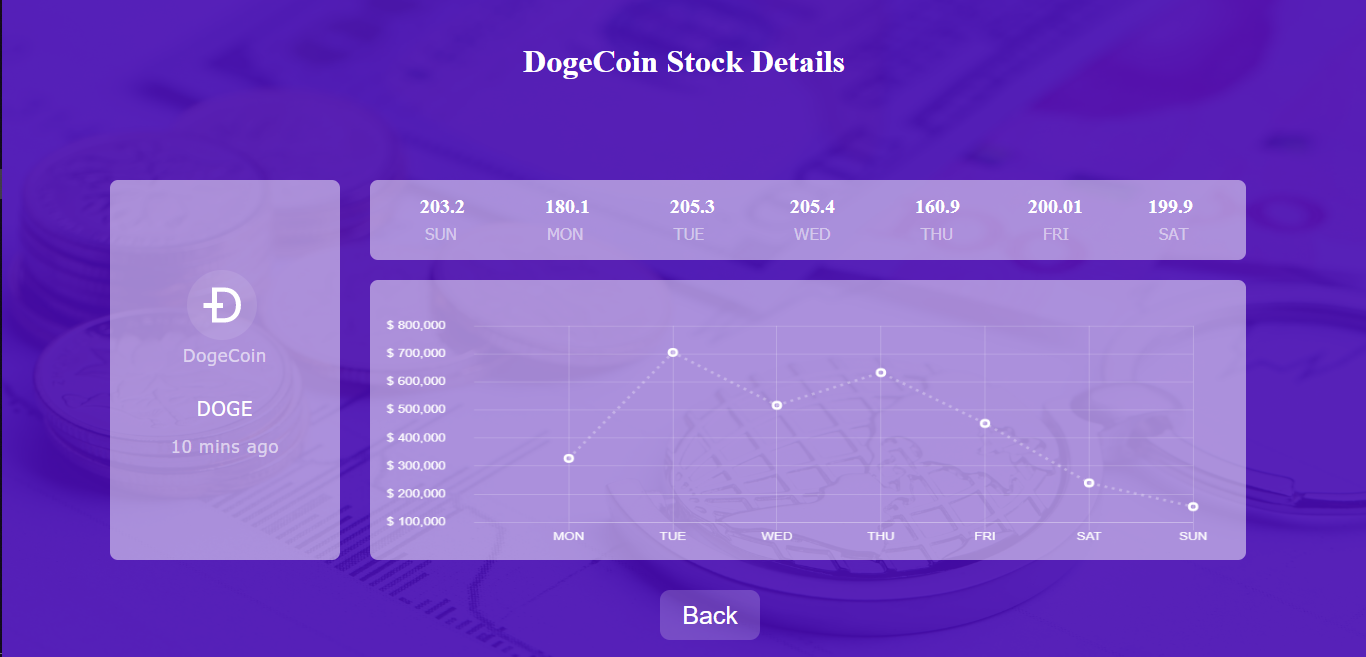 DogeCoin Stock Details
203.2 180.1 205.3 205.4 160.9 200.01 199.9
SUN MON TUE WED THU FRI SAT
DogeCoin
DOGE
10 mins ago
$ 800,000
$ 700,000
$ 600,000
$ 500,000
$ 400,000
$ 300,000
$ 200,000
$ 100,000
MON TUE WED THU FRI SAT SUN
Back